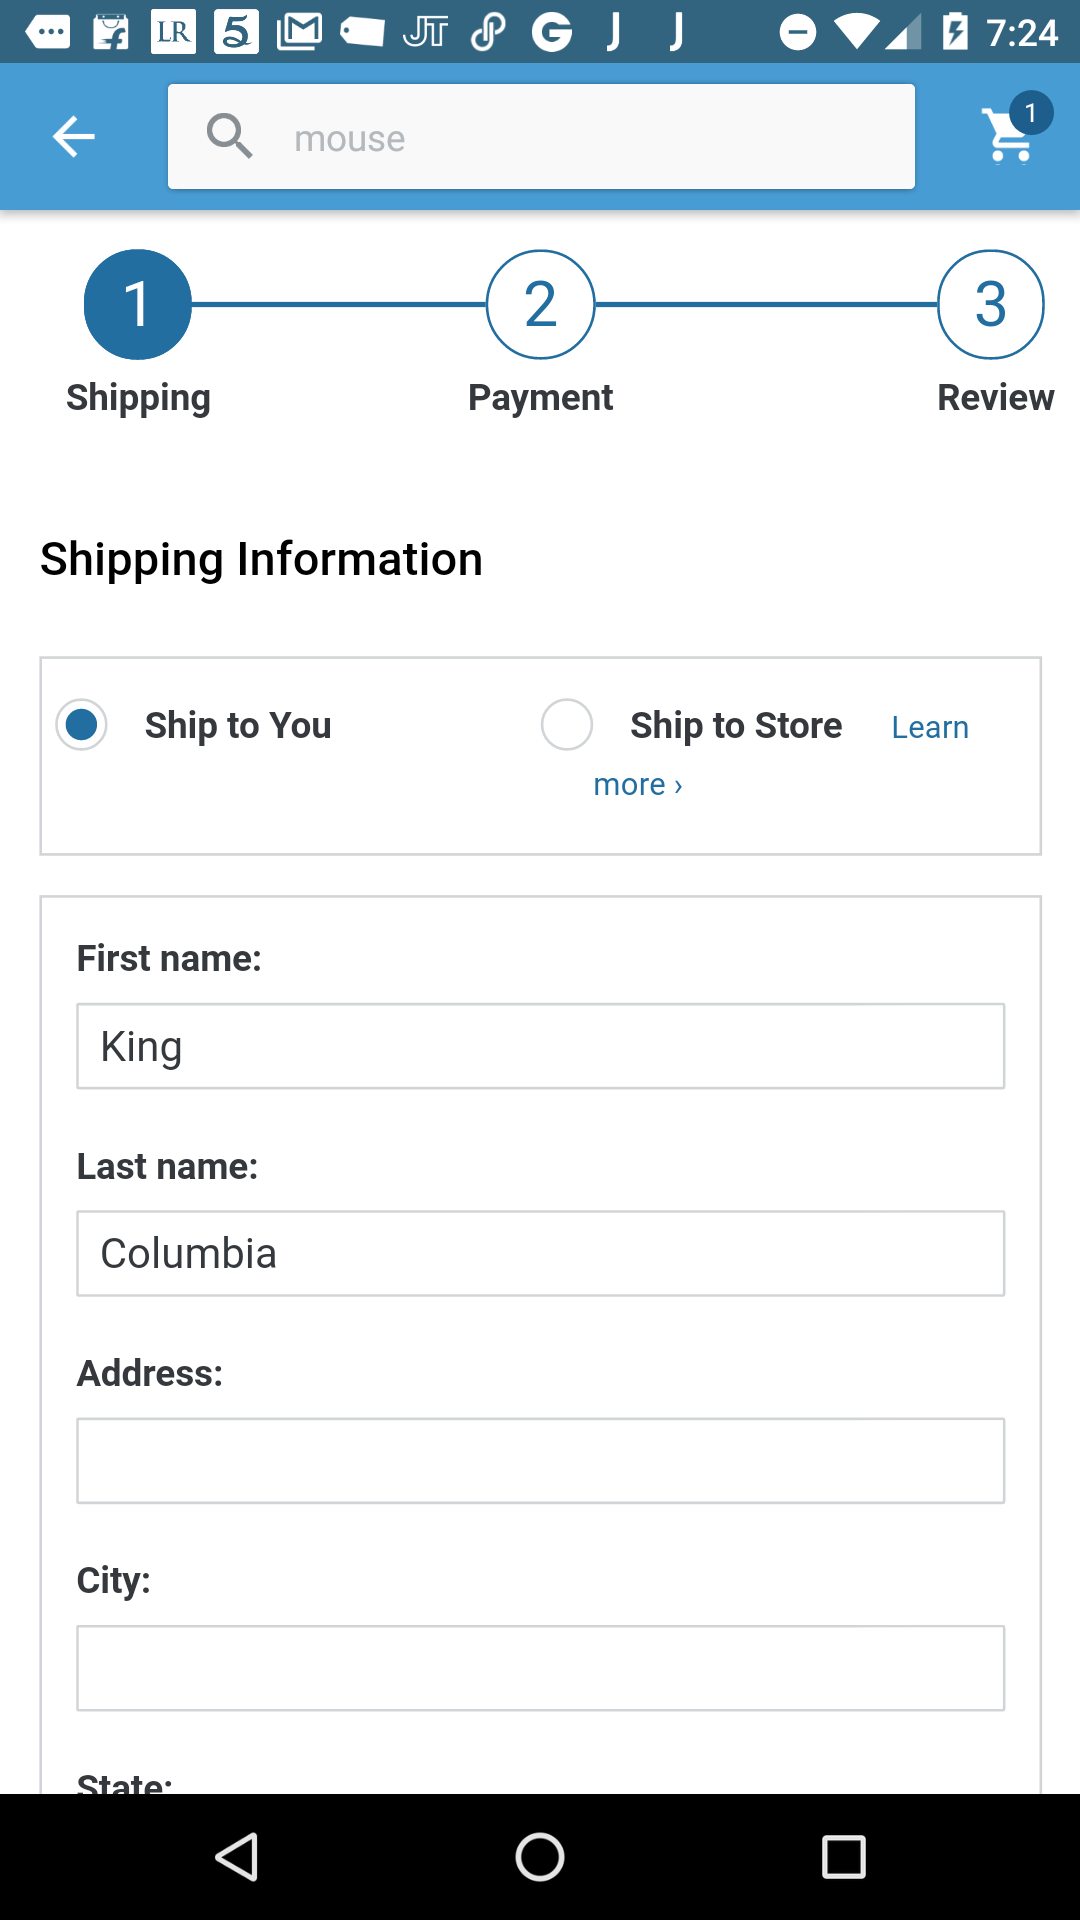 LR 5 JT G J J 7:24
mouse 1
1 2 3
Shipping Payment Review
Shipping Information
Ship to You Ship to Store Learn
more ›
First name:
King
Last name:
Columbia
Address:
City:
State: